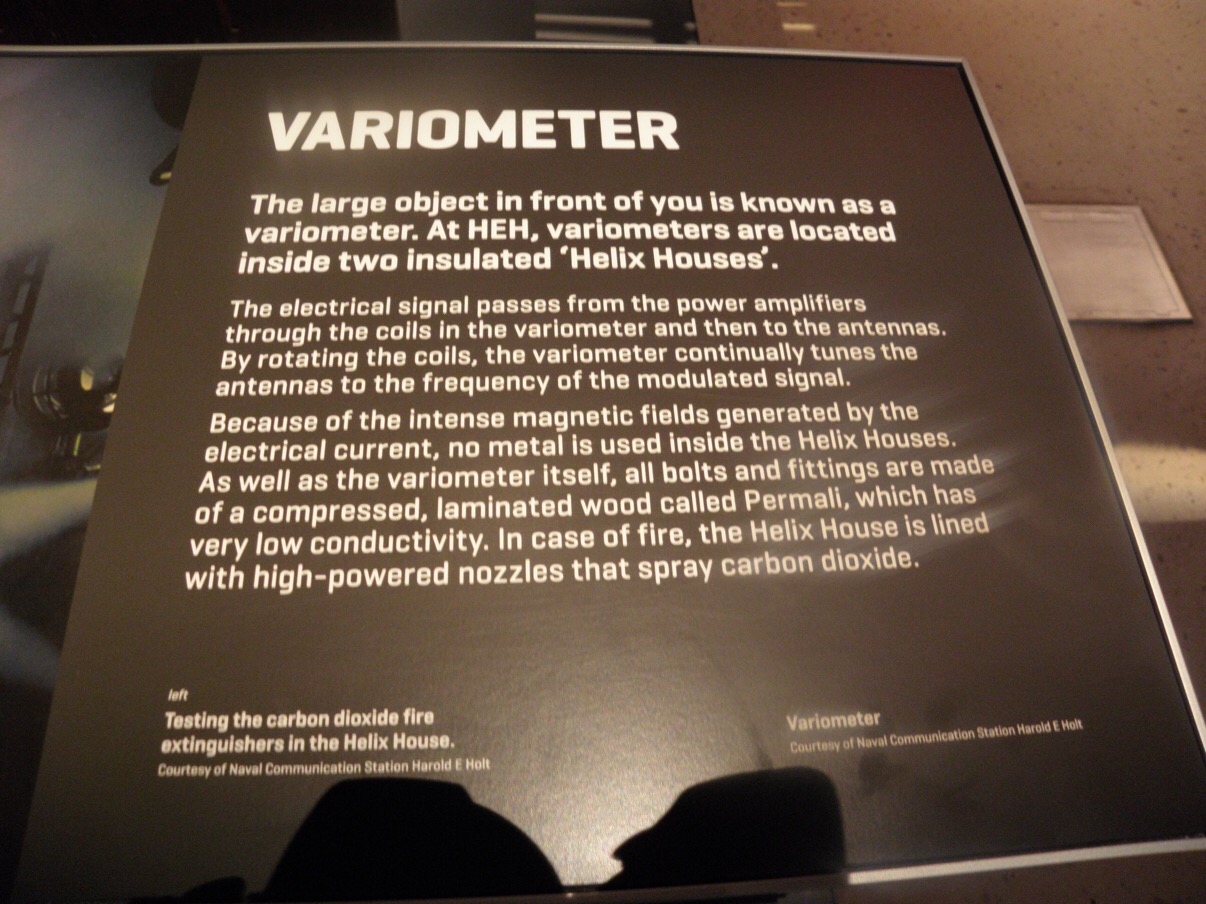 VARIOMETER
The large object in front of you is known as a
variometer. At HEH, variometers are located
inside two insulated ‘Helix Houses’.
The electrical signal passes from the power amplifiers
through the coils in the variometer and then to the antennas.
By rotating the coils, the variometer continually tunes the
antennas to the frequency of the modulated signal.
Because of the intense magnetic fields generated by the
electrical current, no metal is used inside the Helix Houses.
As well as the variometer itself, all bolts and fittings are made
of a compressed, laminated wood called Permali, which has
very low conductivity. In case of fire, the Helix House is lined
with high-powered nozzles that spray carbon dioxide.
left
Testing the carbon dioxide fire
extinguishers in the Helix House.
Courtesy of Naval Communication Station Harold E Holt
Variometer
Courtesy of Naval Communication Station Harold E Holt